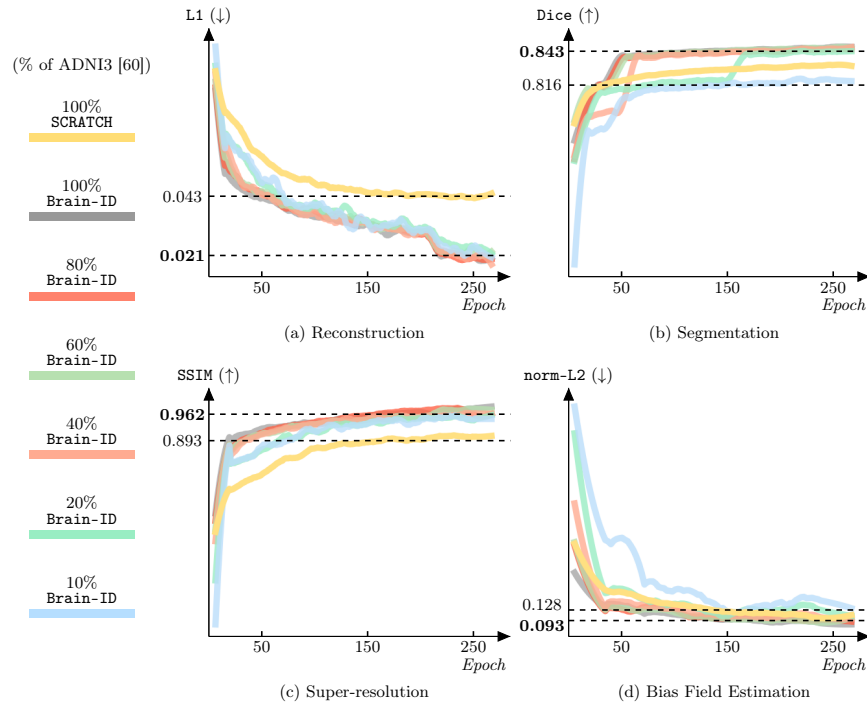 (% of ADNI3 [60])
100%
SCRATCH
100%
Brain-ID
80%
Brain-ID
60%
Brain-ID
40%
Brain-ID
20%
Brain-ID
10%
Brain-ID
L1 (↓)
0.043
0.021
50
150
250
Epoch
(a) Reconstruction
Dice (↑)
0.843
0.816
50
150
250
Epoch
(b) Segmentation
SSIM (↑)
0.962
0.893
50
150
250
Epoch
(c) Super-resolution
norm-L2 (↓)
0.128
0.093
50
150
250
Epoch
(d) Bias Field Estimation